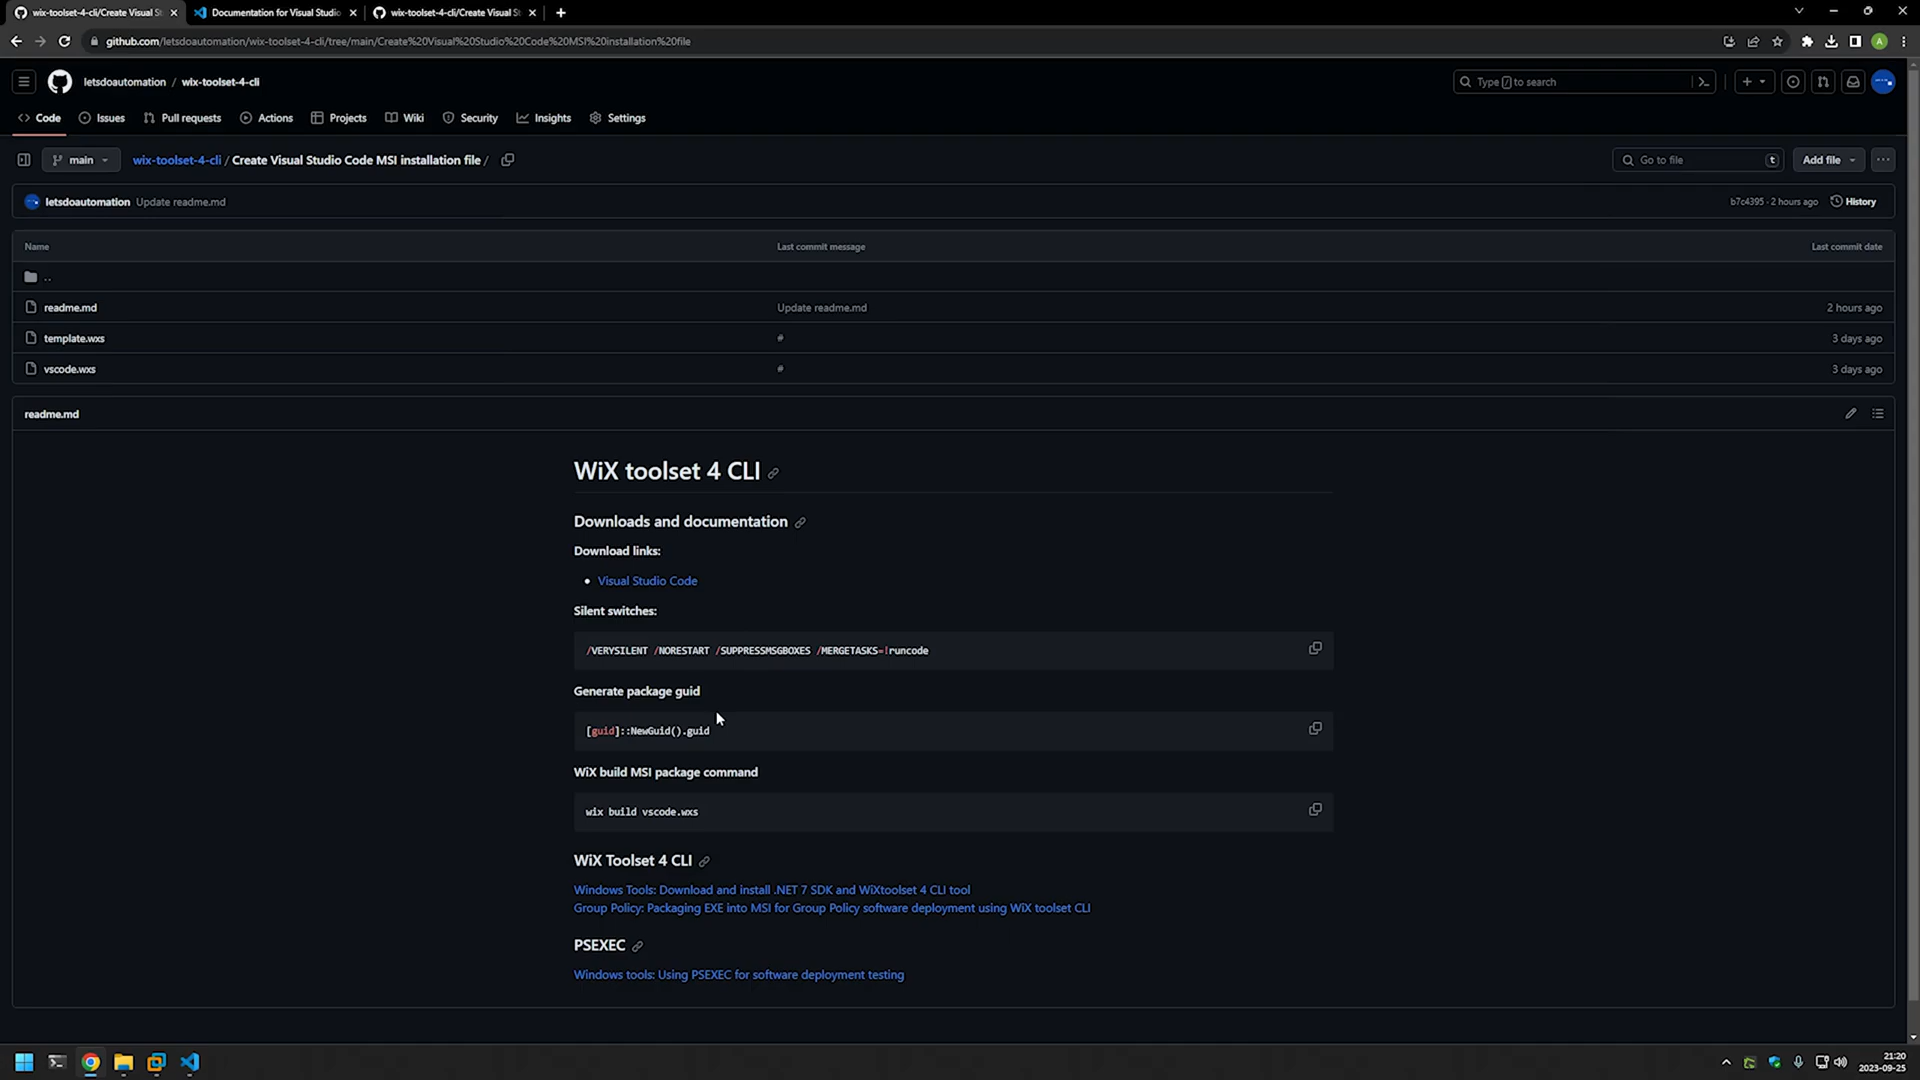 wix-toolset-4-cli/Create Visual St
Documentation for Visual Studio
wix-toolset-4-cli/Create Visual St
github.com/letsdoautomation/wix-toolset-4-cli/tree/main/Create%20Visual%20Studio%20Code%20MSI%20installation%20file
A
letsdoautomation / wix-toolset-4-cli
Type / to search
Code
Issues
Pull requests
Actions
Projects
Wiki
Security
Insights
Settings
main
wix-toolset-4-cli / Create Visual Studio Code MSI installation file /
Go to file
t
Add file
letsdoautomation Update readme.md
b7c4395 · 2 hours ago
History
Name
Last commit message
Last commit date
..
readme.md
Update readme.md
2 hours ago
template.wxs
#
3 days ago
vscode.wxs
#
3 days ago
readme.md
WiX toolset 4 CLI
Downloads and documentation
Download links:
• Visual Studio Code
Silent switches:
/VERYSILENT /NORESTART /SUPPRESSMSGBOXES /MERGETASKS=!runcode
Generate package guid
[guid]::NewGuid().guid
WiX build MSI package command
wix build vscode.wxs
WiX Toolset 4 CLI
Windows Tools: Download and install .NET 7 SDK and WiXtoolset 4 CLI tool
Group Policy: Packaging EXE into MSI for Group Policy software deployment using WiX toolset CLI
PSEXEC
Windows tools: Using PSEXEC for software deployment testing
21:20
2023-09-25